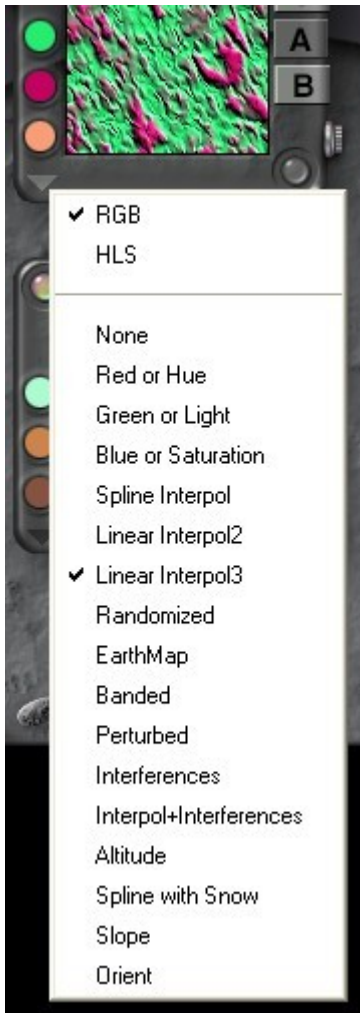 A
B
RGB
HLS
None
Red or Hue
Green or Light
Blue or Saturation
Spline Interpol
Linear Interpol2
Linear Interpol3
Randomized
EarthMap
Banded
Perturbed
Interferences
Interpol+Interferences
Altitude
Spline with Snow
Slope
Orient